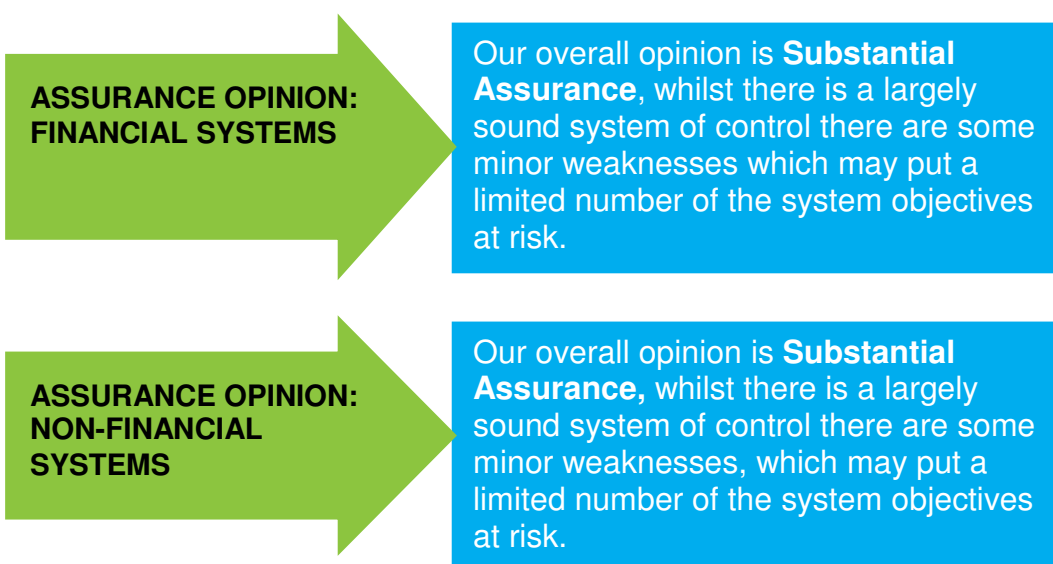 ASSURANCE OPINION:
FINANCIAL SYSTEMS
Our overall opinion is Substantial
Assurance, whilst there is a largely
sound system of control there are some
minor weaknesses which may put a
limited number of the system objectives
at risk.
ASSURANCE OPINION:
NON-FINANCIAL
SYSTEMS
Our overall opinion is Substantial
Assurance, whilst there is a largely
sound system of control there are some
minor weaknesses, which may put a
limited number of the system objectives
at risk.